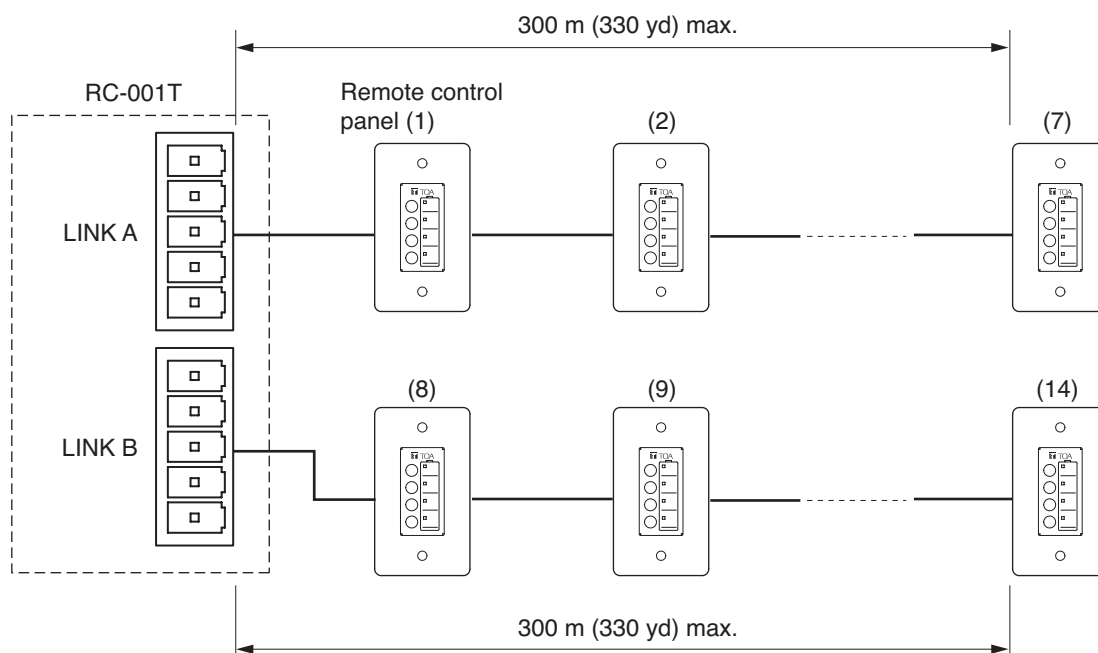 300 m (330 yd) max.
RC-001T
Remote control
panel (1)
(2)
(7)
TOA
TOA
TOA
LINK A
(8)
(9)
(14)
LINK B
TOA
TOA
TOA
300 m (330 yd) max.